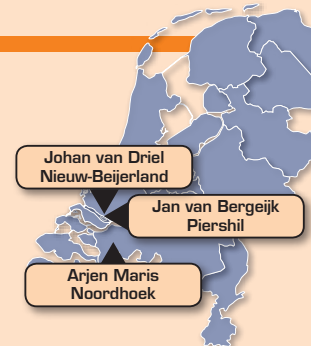 Johan van Driel
Nieuw-Beijerland
Jan van Bergeijk
Piershil
Arjen Maris
Noordhoek